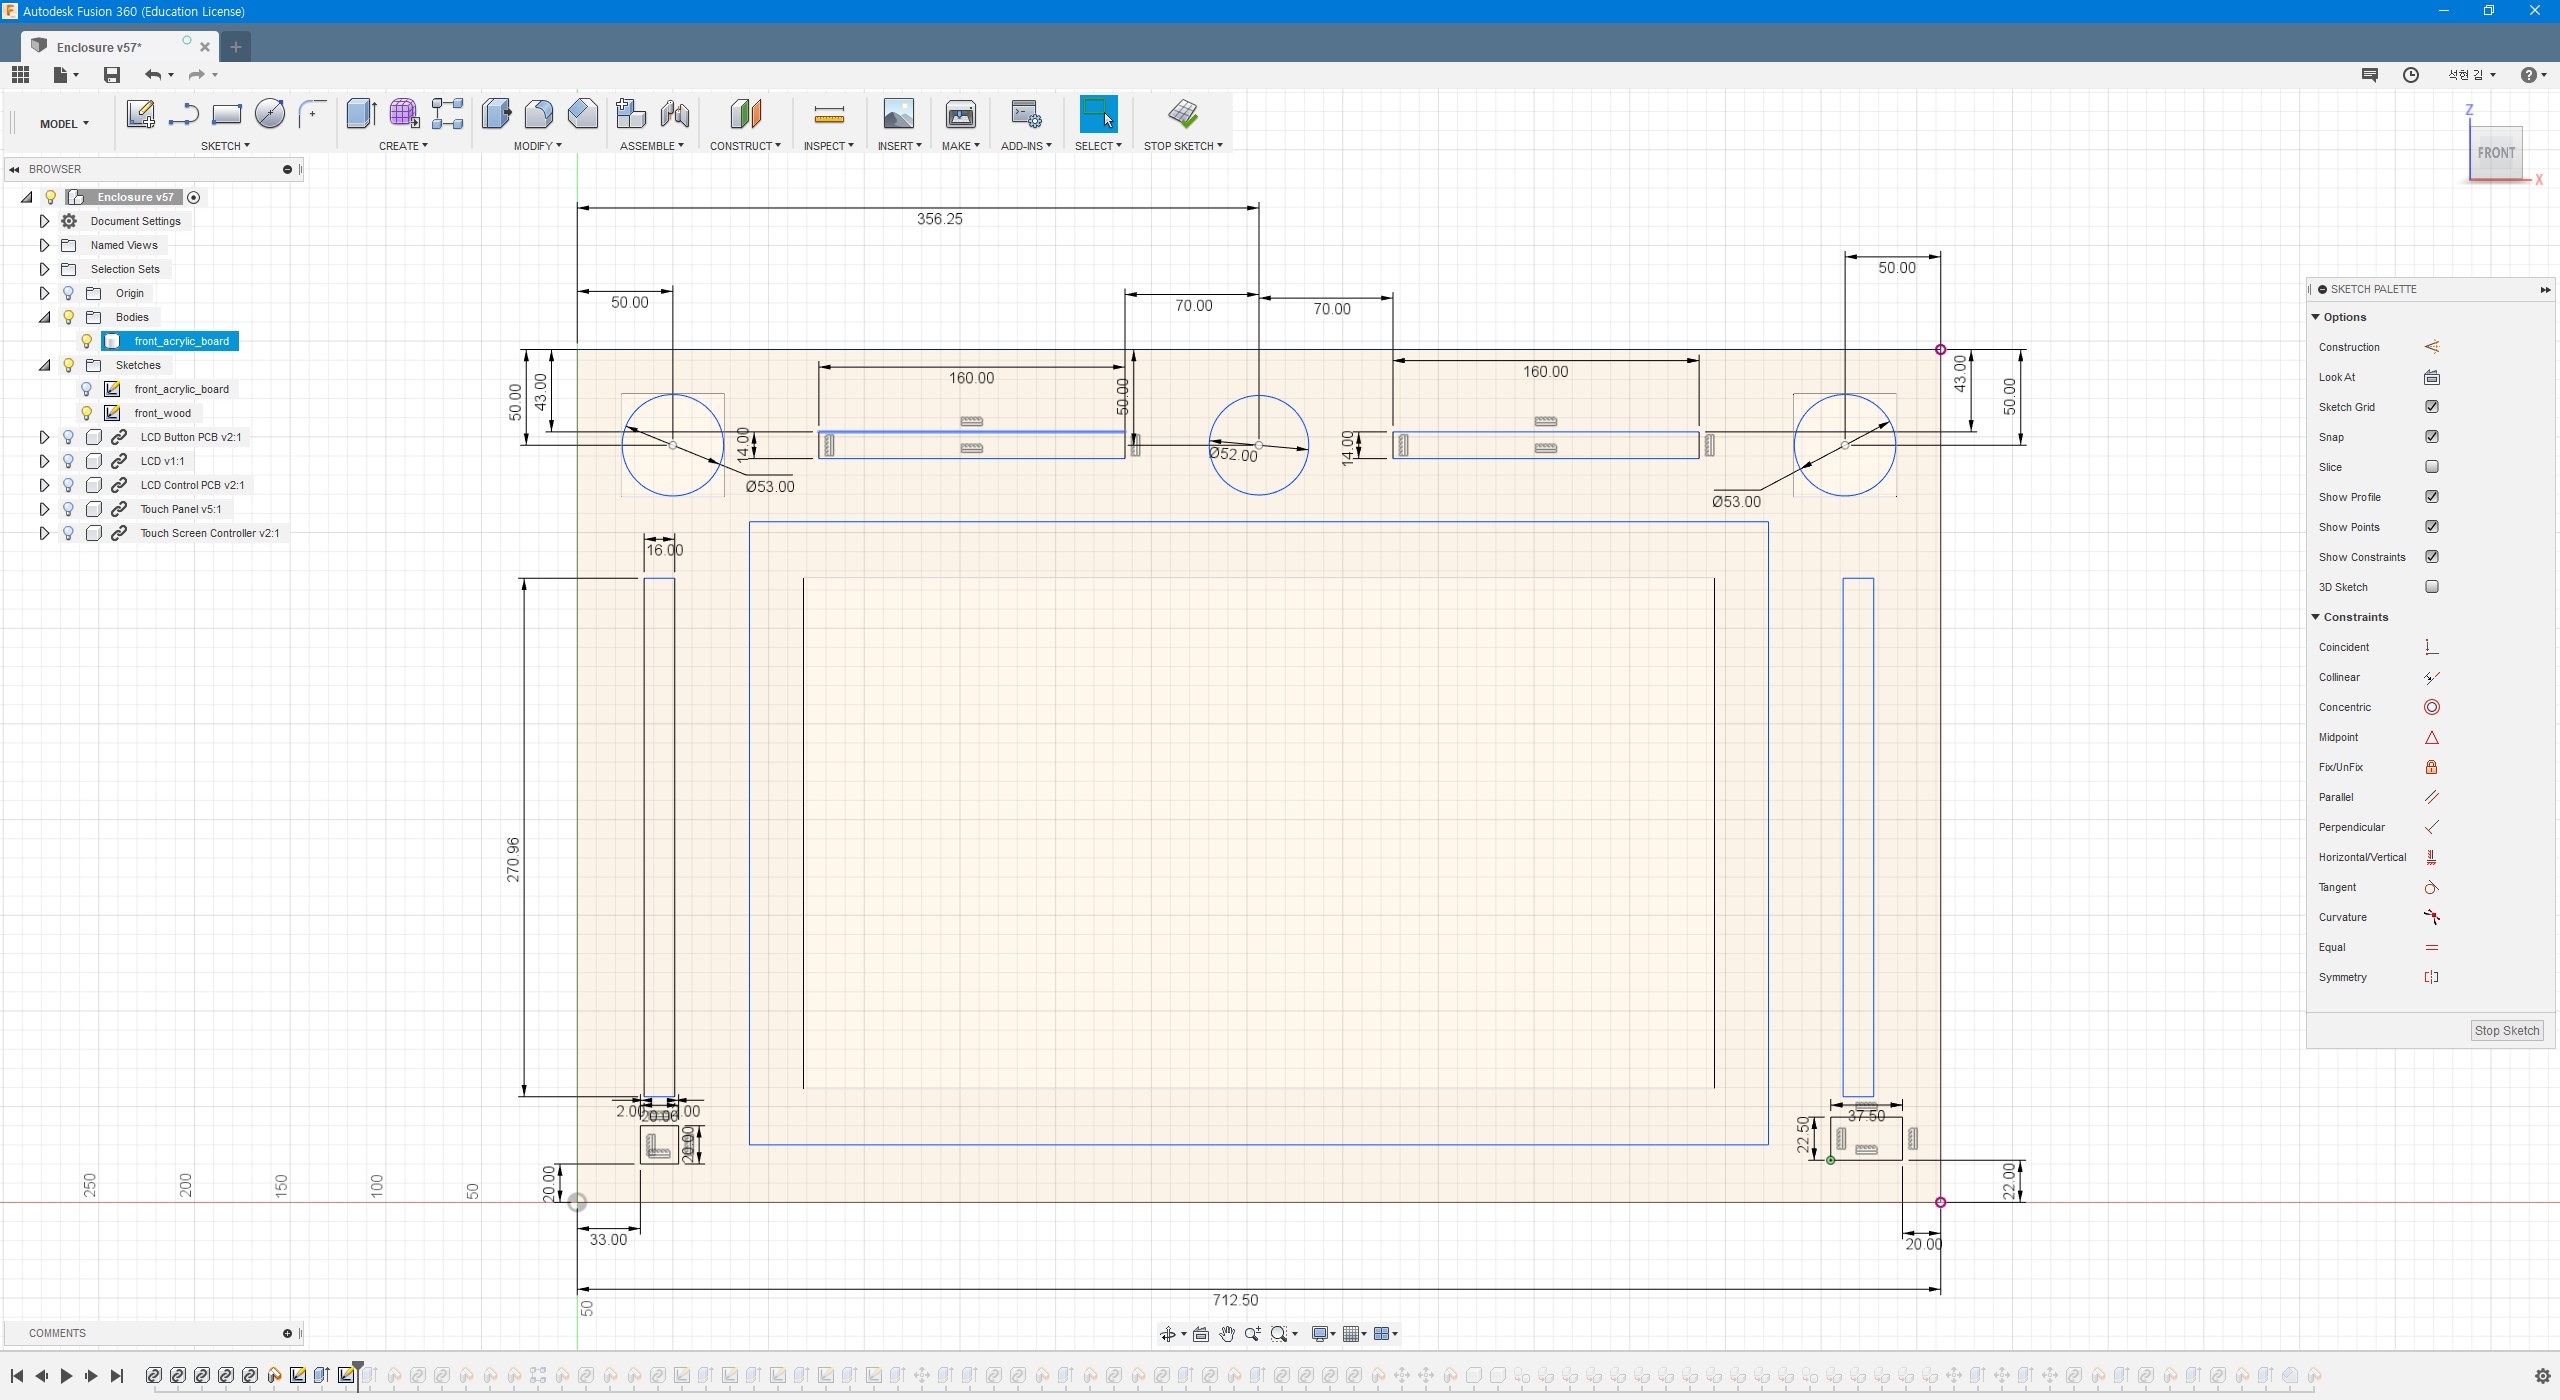 Autodesk Fusion 360 (Education License)
Enclosure v57*
석현 김
MODEL
SKETCH
CREATE
MODIFY
ASSEMBLE
CONSTRUCT
INSPECT
INSERT
MAKE
ADD-INS
SELECT
STOP SKETCH
BROWSER
Enclosure v57
Document Settings
Named Views
Selection Sets
Origin
Bodies
front_acrylic_board
Sketches
front_acrylic_board
front_wood
LCD Button PCB v2:1
LCD v1:1
LCD Control PCB v2:1
Touch Panel v5:1
Touch Screen Controller v2:1
Z
FRONT
X
SKETCH PALETTE
Options
Construction
Look At
Sketch Grid
Snap
Slice
Show Profile
Show Points
Show Constraints
3D Sketch
Constraints
Coincident
Collinear
Concentric
Midpoint
Fix/UnFix
Parallel
Perpendicular
Horizontal/Vertical
Tangent
Curvature
Equal
Symmetry
Stop Sketch
356.25
50.00
50.00
70.00
70.00
50.00
43.00
160.00
50.00
160.00
43.00
50.00
14.00
Ø52.00
14.00
Ø53.00
Ø53.00
16.00
270.96
2.00
20.00
2.00
20.00
20.00
33.00
37.50
22.50
22.00
20.00
712.50
250
200
150
100
50
50
COMMENTS